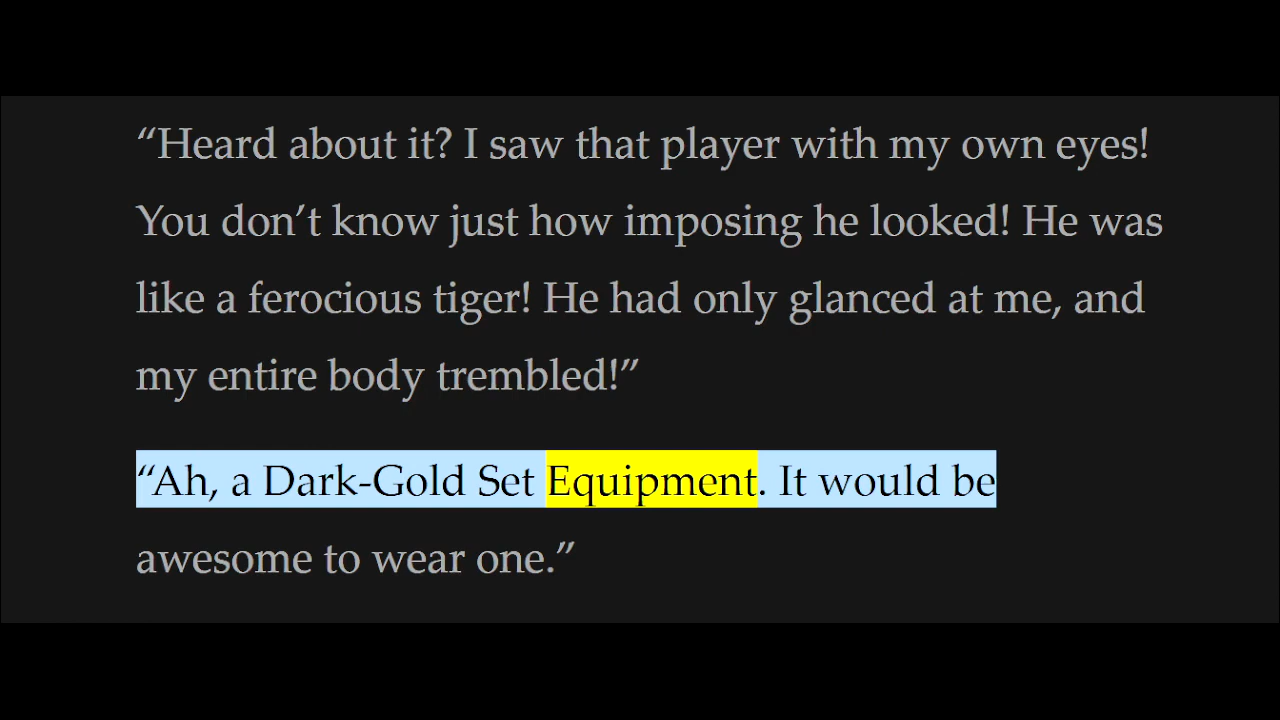 “Heard about it? I saw that player with my own eyes!
You don’t know just how imposing he looked! He was
like a ferocious tiger! He had only glanced at me, and
my entire body trembled!”
“Ah, a Dark-Gold Set Equipment. It would be
awesome to wear one.”